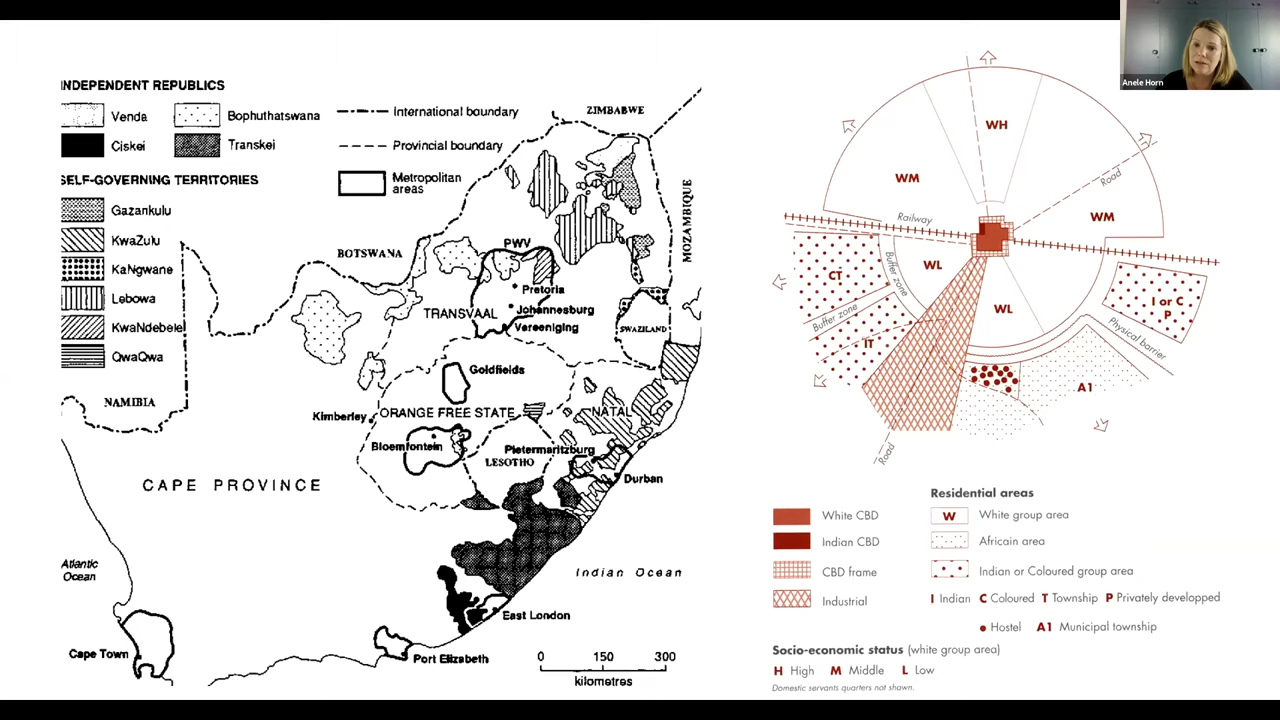 Anele Horn
INDEPENDENT REPUBLICS
Venda
Bophuthatswana
Ciskei
Transkei
SELF-GOVERNING TERRITORIES
Gazankulu
KwaZulu
KaNgwane
Lebowa
KwaNdebele
QwaQwa
International boundary
Provincial boundary
Metropolitan
areas
ZIMBABWE
MOZAMBIQUE
BOTSWANA
PWV
Pretoria
Johannesburg
TRANSVAAL
Vereeniging
SWAZILAND
Goldfields
NAMIBIA
Kimberley
ORANGE FREE STATE
NATAL
Bloemfontein
Pietermaritzburg
LESOTHO
Durban
CAPE PROVINCE
Atlantic
Ocean
Indian Ocean
East London
Cape Town
Port Elizabeth
0 150 300
kilometres
WH
WM
Road
WM
Railway
WL
Buffer zone
CT
I or C
P
Buffer zone
WL
IT
Physical barrier
A1
Road
White CBD
Indian CBD
CBD frame
Industrial
Residential areas
W White group area
Africain area
Indian or Coloured group area
I Indian C Coloured T Township P Privately developped
Hostel A1 Municipal township
Socio-economic status (white group area)
H High M Middle L Low
Domestic servants quarters not shown.